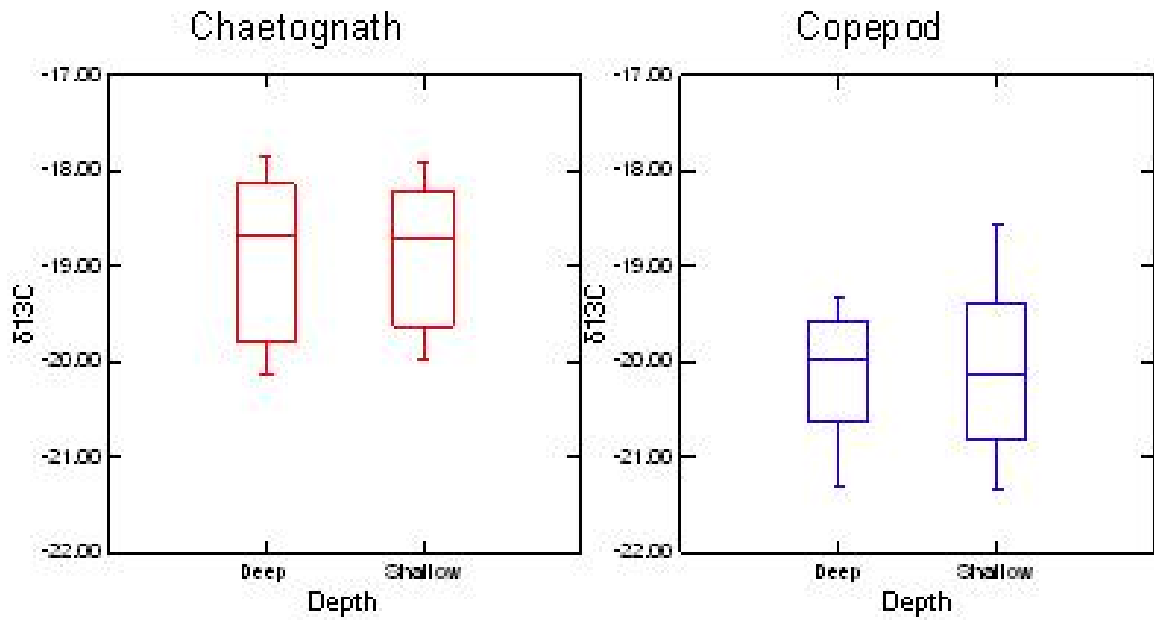 Chaetognath
-17.00
-18.00
-19.00
-20.00
-21.00
-22.00
δ13C
Deep Shallow
Depth
Copepod
-17.00
-18.00
-19.00
-20.00
-21.00
-22.00
δ13C
Deep Shallow
Depth